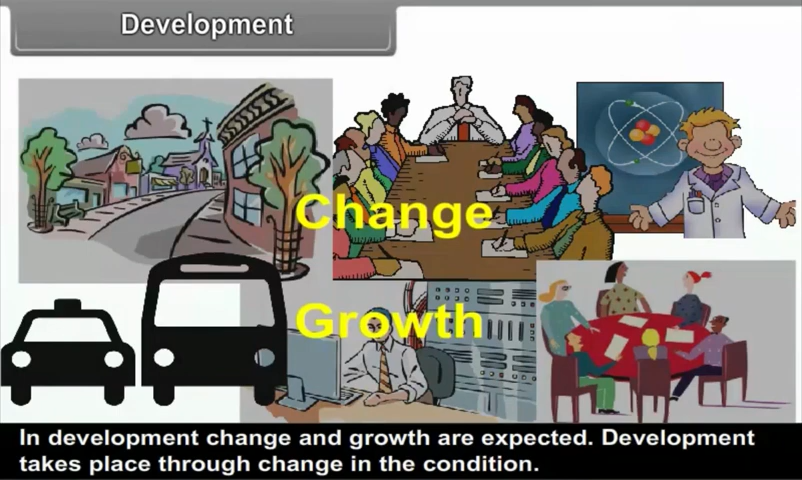 Development
Change
Growth
In development change and growth are expected. Development
takes place through change in the condition.